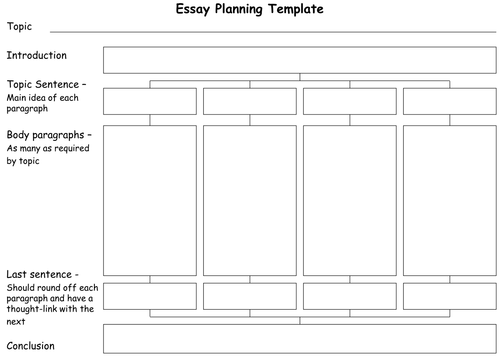 Essay Planning Template
Topic
Introduction
Topic Sentence –
Main idea of each
paragraph
Body paragraphs –
As many as required
by topic
Last sentence -
Should round off each
paragraph and have a
thought-link with the
next
Conclusion